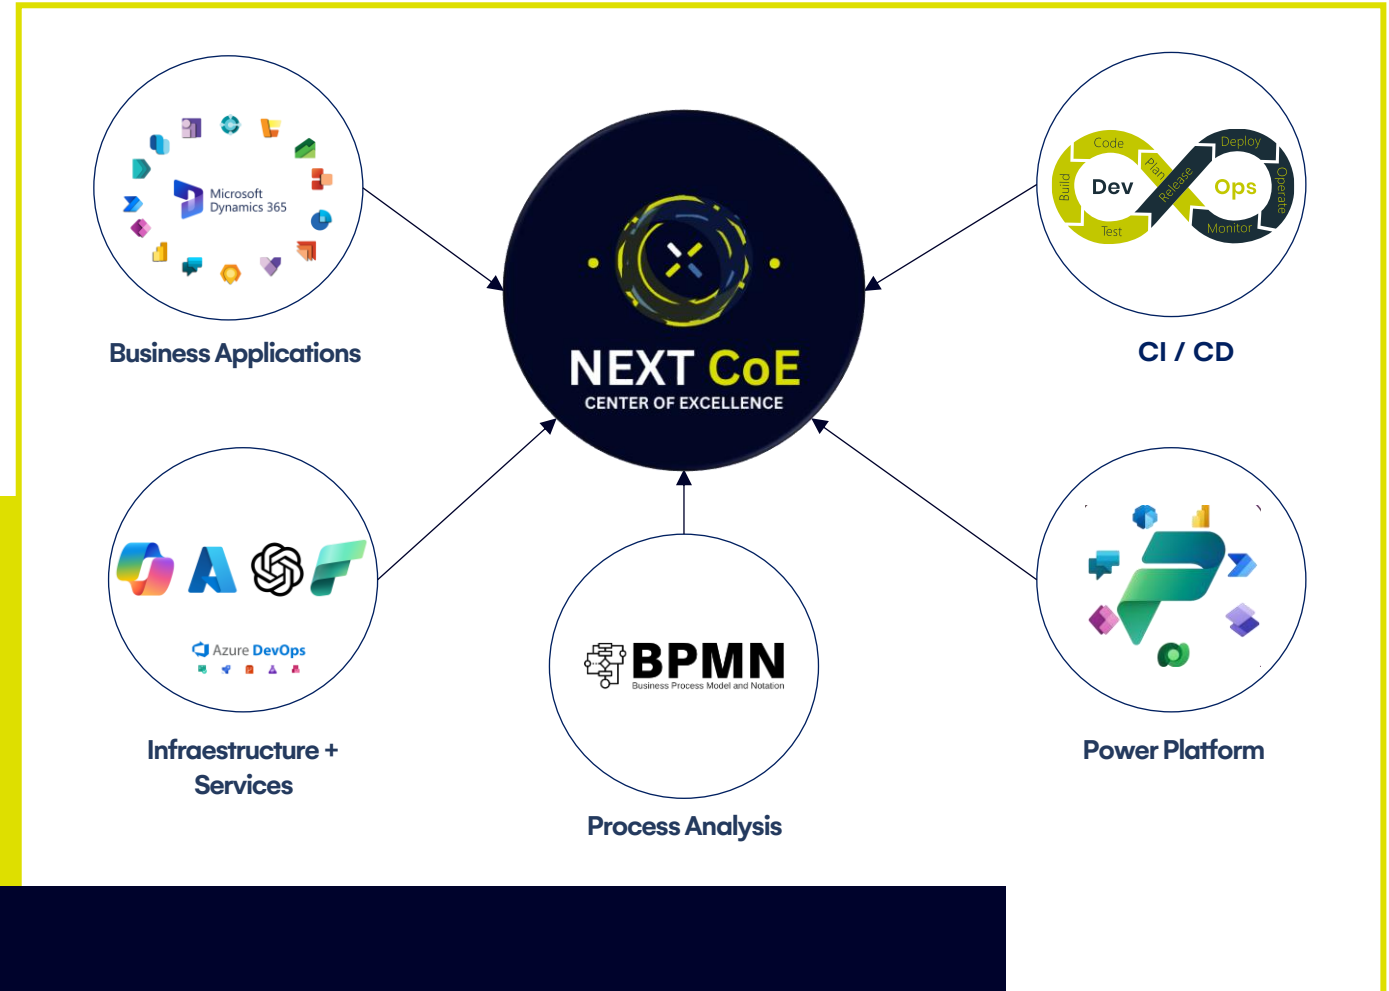 Microsoft
Dynamics 365
Business Applications
NEXT CoE
CENTER OF EXCELLENCE
Code
Plan
Build
Dev
Test
Release
Deploy
Ops
Operate
Monitor
CI / CD
Azure DevOps
Infraestructure +
Services
BPMN
Business Process Model and Notation
Process Analysis
Power Platform